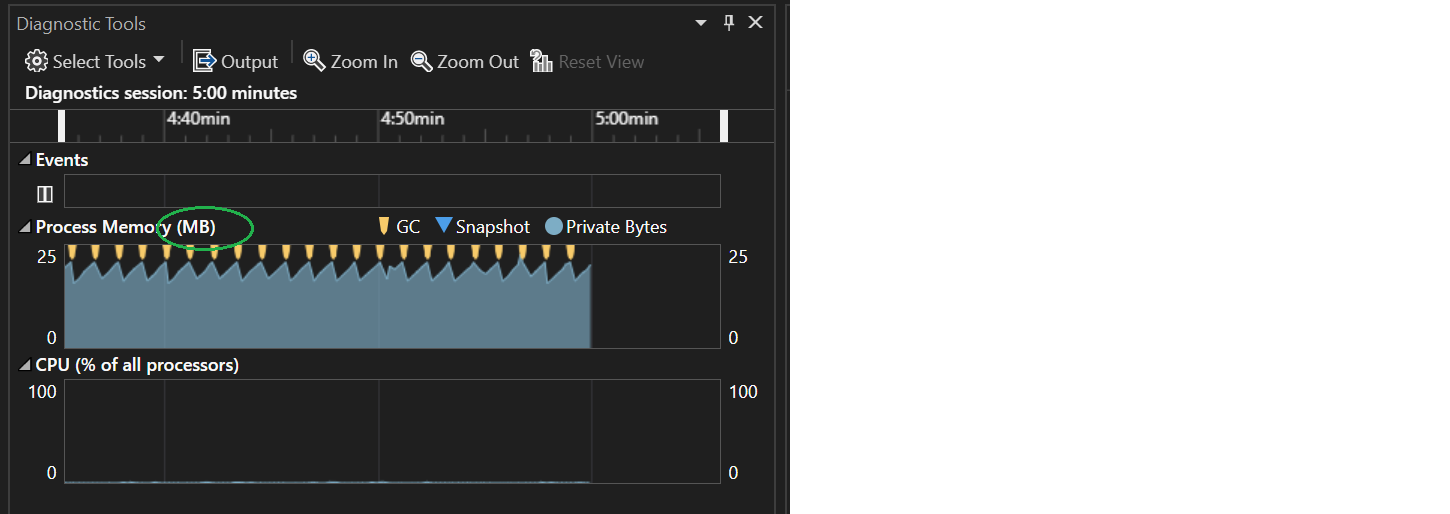 Diagnostic Tools
Select Tools Output Zoom In Zoom Out Reset View
Diagnostics session: 5:00 minutes
4:40min 4:50min 5:00min
Events
Process Memory (MB) GC Snapshot Private Bytes
25 25
0 0
CPU (% of all processors)
100 100
0 0